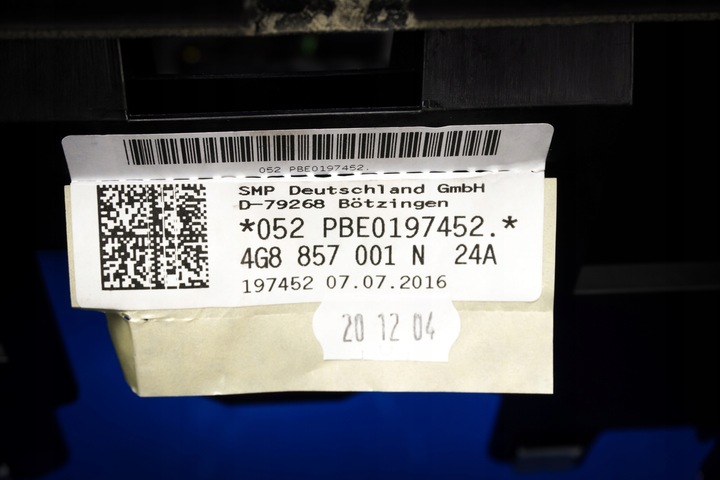 052 PBE0197452.
SMP Deutschland GmbH
D-79268 Bötzingen
*052 PBE0197452.*
4G8 857 001 N 24A
197452 07.07.2016
20 12 04